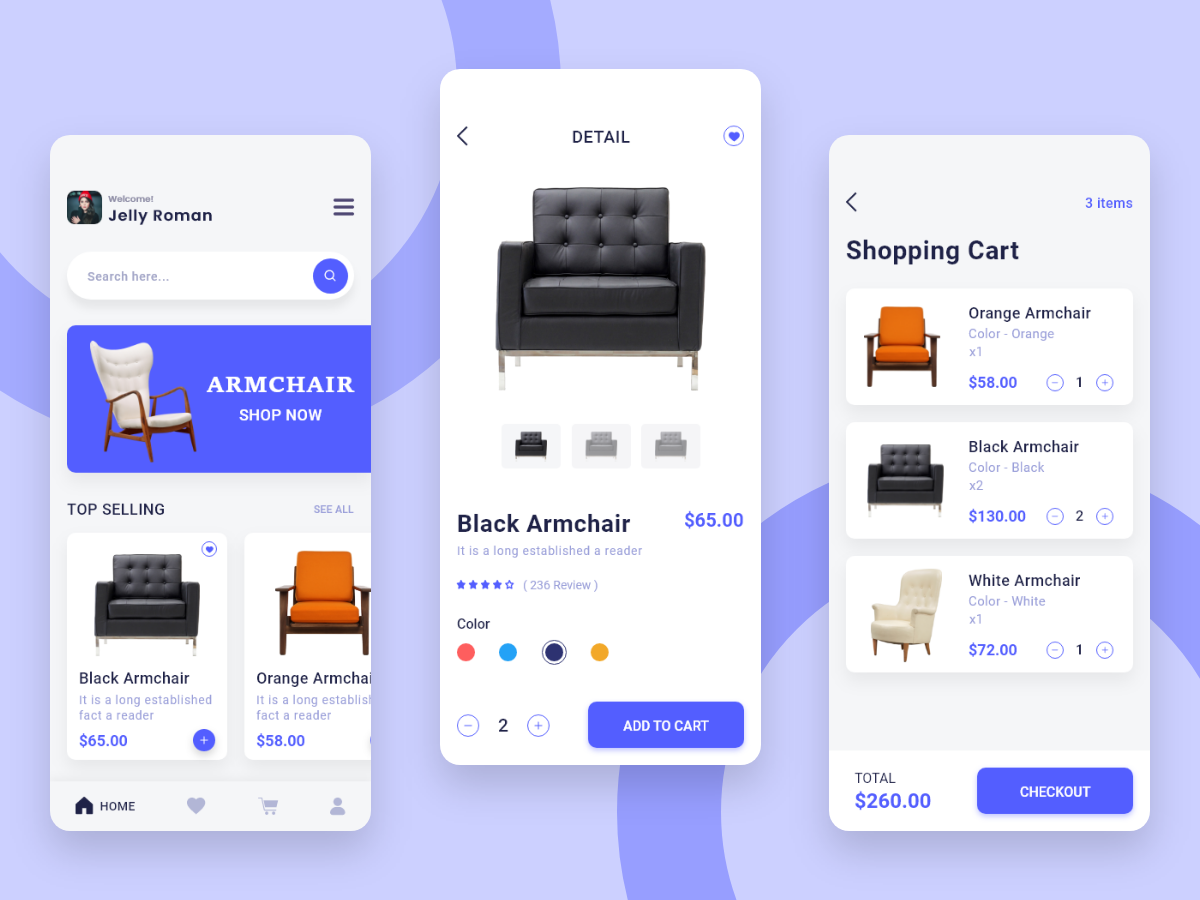 Welcome!
Jelly Roman
Search here...
ARMCHAIR
SHOP NOW
TOP SELLING
SEE ALL
Black Armchair
It is a long established
fact a reader
$65.00
Orange Armchai
It is a long establish
fact a reader
$58.00
HOME
DETAIL
Black Armchair
$65.00
It is a long established a reader
( 236 Review )
Color
2
ADD TO CART
3 items
Shopping Cart
Orange Armchair
Color - Orange
x1
$58.00
1
Black Armchair
Color - Black
x2
$130.00
2
White Armchair
Color - White
x1
$72.00
1
TOTAL
$260.00
CHECKOUT